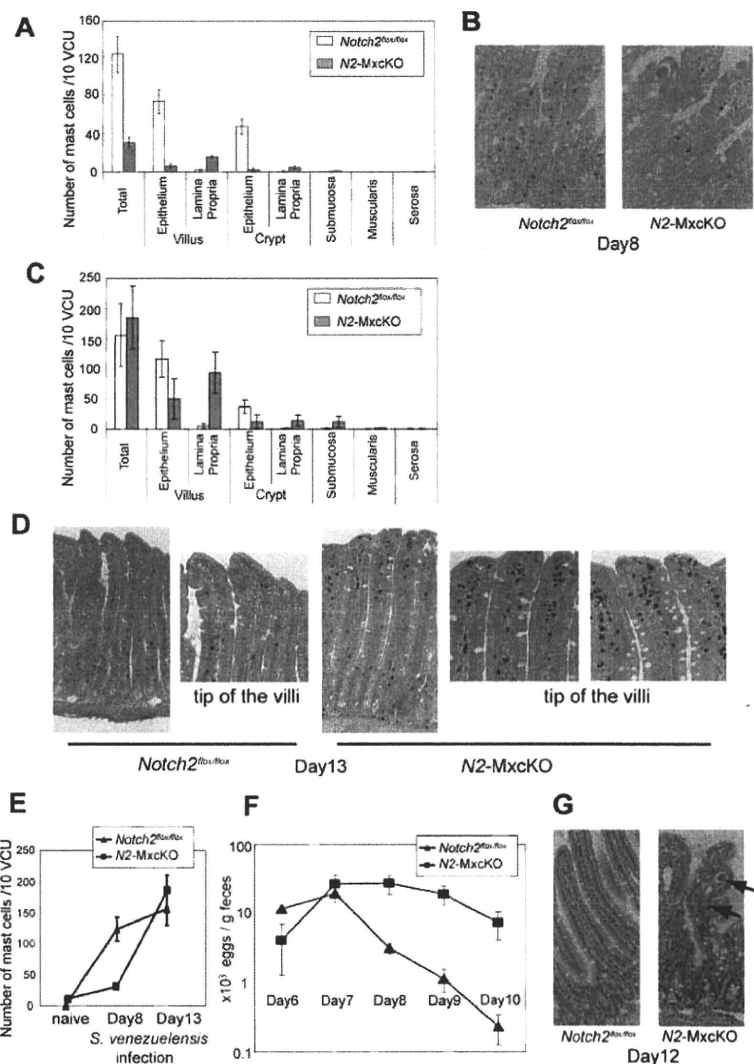 A
Number of mast cells /10 VCU
160
120
80
40
0
Notch2flox/flox
N2-MxcKO
Total
Epithelium
Lamina Propria
Epithelium
Lamina Propria
Submucosa
Muscularis
Serosa
Villus
Crypt
B
Notch2flox/flox
N2-MxcKO
Day8
C
Number of mast cells /10 VCU
250
200
150
100
50
0
Notch2flox/flox
N2-MxcKO
Total
Epithelium
Lamina Propria
Epithelium
Lamina Propria
Submucosa
Muscularis
Serosa
Villus
Crypt
D
tip of the villi
tip of the villi
Notch2flox/flox
Day13
N2-MxcKO
E
Notch2flox/flox
N2-MxcKO
Number of mast cells /10 VCU
250
200
150
100
50
0
naive
Day8
Day13
S. venezuelensis
infection
F
Notch2flox/flox
N2-MxcKO
x10³ eggs / g feces
100
10
1
0.1
Day6
Day7
Day8
Day9
Day10
G
Notch2flox/flox
N2-MxcKO
Day12